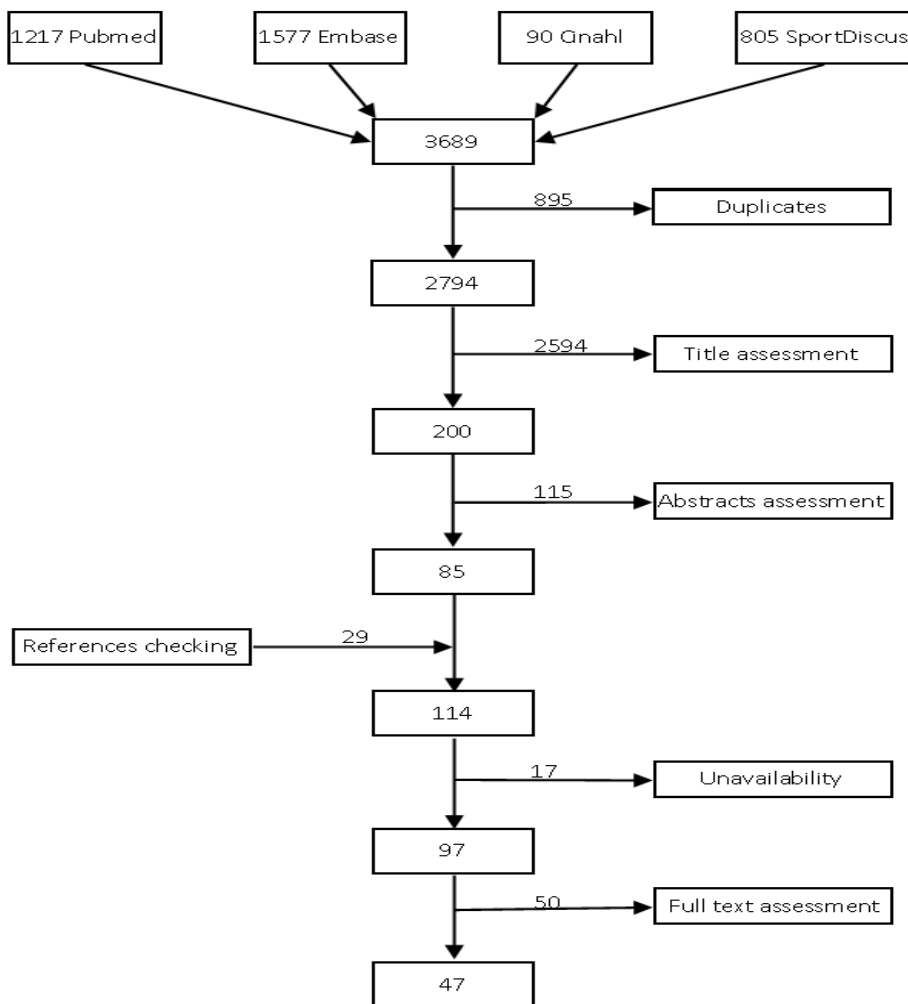 1217 Pubmed
1577 Embase
90 Cinahl
805 SportDiscus
3689
895
Duplicates
2794
2594
Title assessment
200
115
Abstracts assessment
85
References checking
29
114
17
Unavailability
97
50
Full text assessment
47